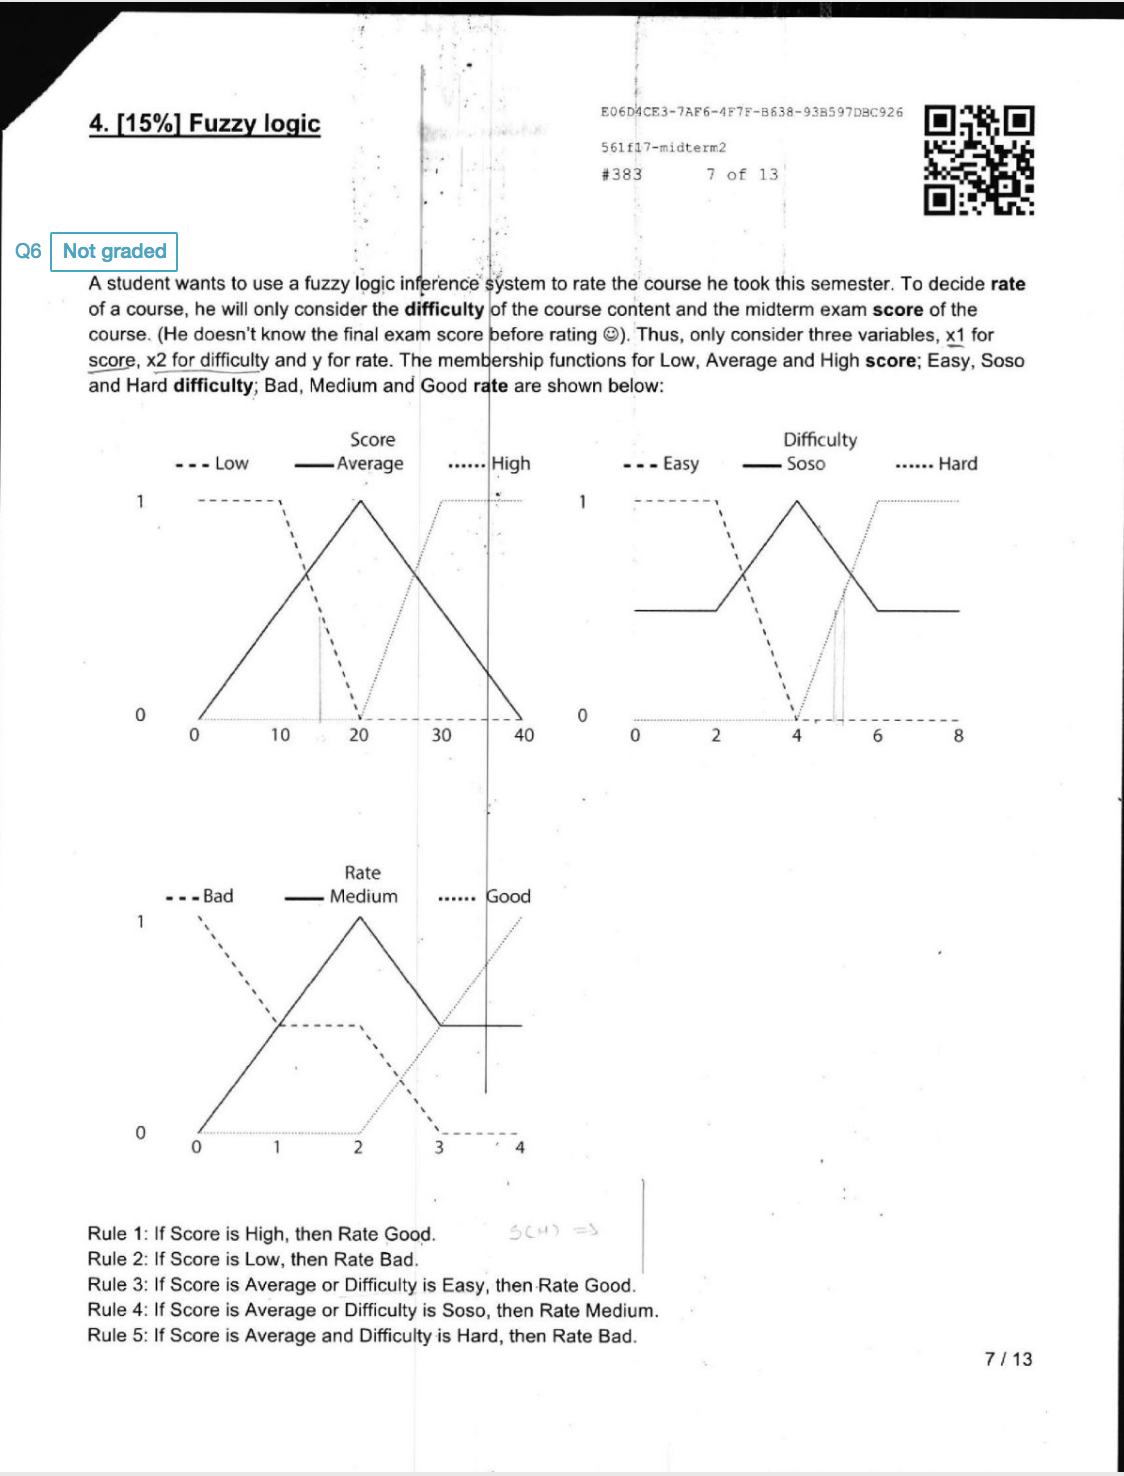 4. [15%] Fuzzy logic
E06D4CE3-7AF6-4F7F-B638-93B597DBC926
561f17-midterm2
#383 7 of 13
Q6 Not graded
A student wants to use a fuzzy logic inference system to rate the course he took this semester. To decide rate
of a course, he will only consider the difficulty of the course content and the midterm exam score of the
course. (He doesn't know the final exam score before rating ☺). Thus, only consider three variables, x1 for
score, x2 for difficulty and y for rate. The membership functions for Low, Average and High score; Easy, Soso
and Hard difficulty; Bad, Medium and Good rate are shown below:
Score
Low Average High
1
0
0 10 20 30 40
Difficulty
Easy Soso Hard
1
0
0 2 4 6 8
Rate
Bad Medium Good
1
0
0 1 2 3 4
Rule 1: If Score is High, then Rate Good.
S(H) =>
Rule 2: If Score is Low, then Rate Bad.
Rule 3: If Score is Average or Difficulty is Easy, then Rate Good.
Rule 4: If Score is Average or Difficulty is Soso, then Rate Medium.
Rule 5: If Score is Average and Difficulty is Hard, then Rate Bad.
7 / 13